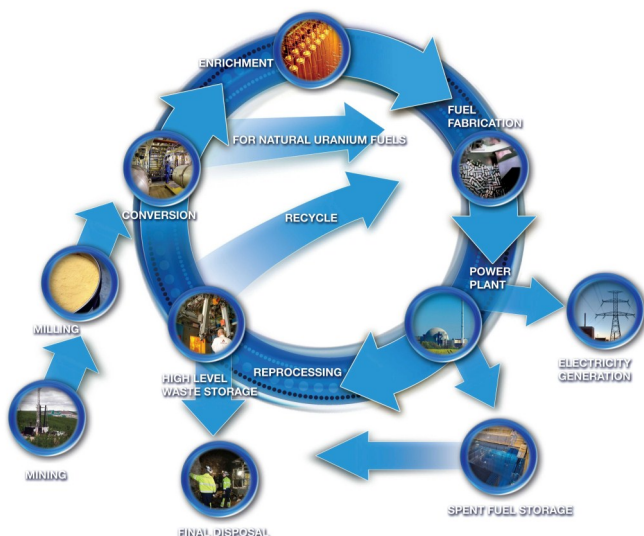 ENRICHMENT
FUEL
FABRICATION
FOR NATURAL URANIUM FUELS
CONVERSION
RECYCLE
POWER
PLANT
MILLING
ELECTRICITY
GENERATION
REPROCESSING
HIGH LEVEL
WASTE STORAGE
MINING
SPENT FUEL STORAGE
FINAL DISPOSAL